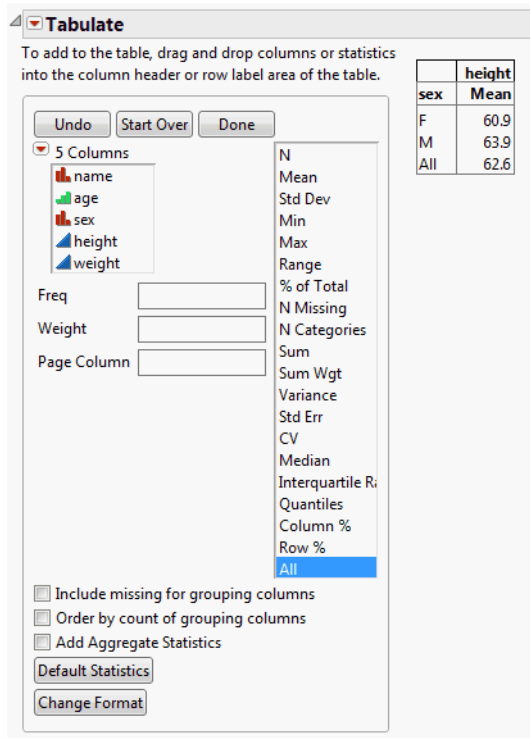 Tabulate
To add to the table, drag and drop columns or statistics
into the column header or row label area of the table.
Undo Start Over Done
5 Columns
name
age
sex
height
weight
Freq
Weight
Page Column
N
Mean
Std Dev
Min
Max
Range
% of Total
N Missing
N Categories
Sum
Sum Wgt
Variance
Std Err
CV
Median
Interquartile Ra
Quantiles
Column %
Row %
All
Include missing for grouping columns
Order by count of grouping columns
Add Aggregate Statistics
Default Statistics
Change Format
height
sex Mean
F 60.9
M 63.9
All 62.6